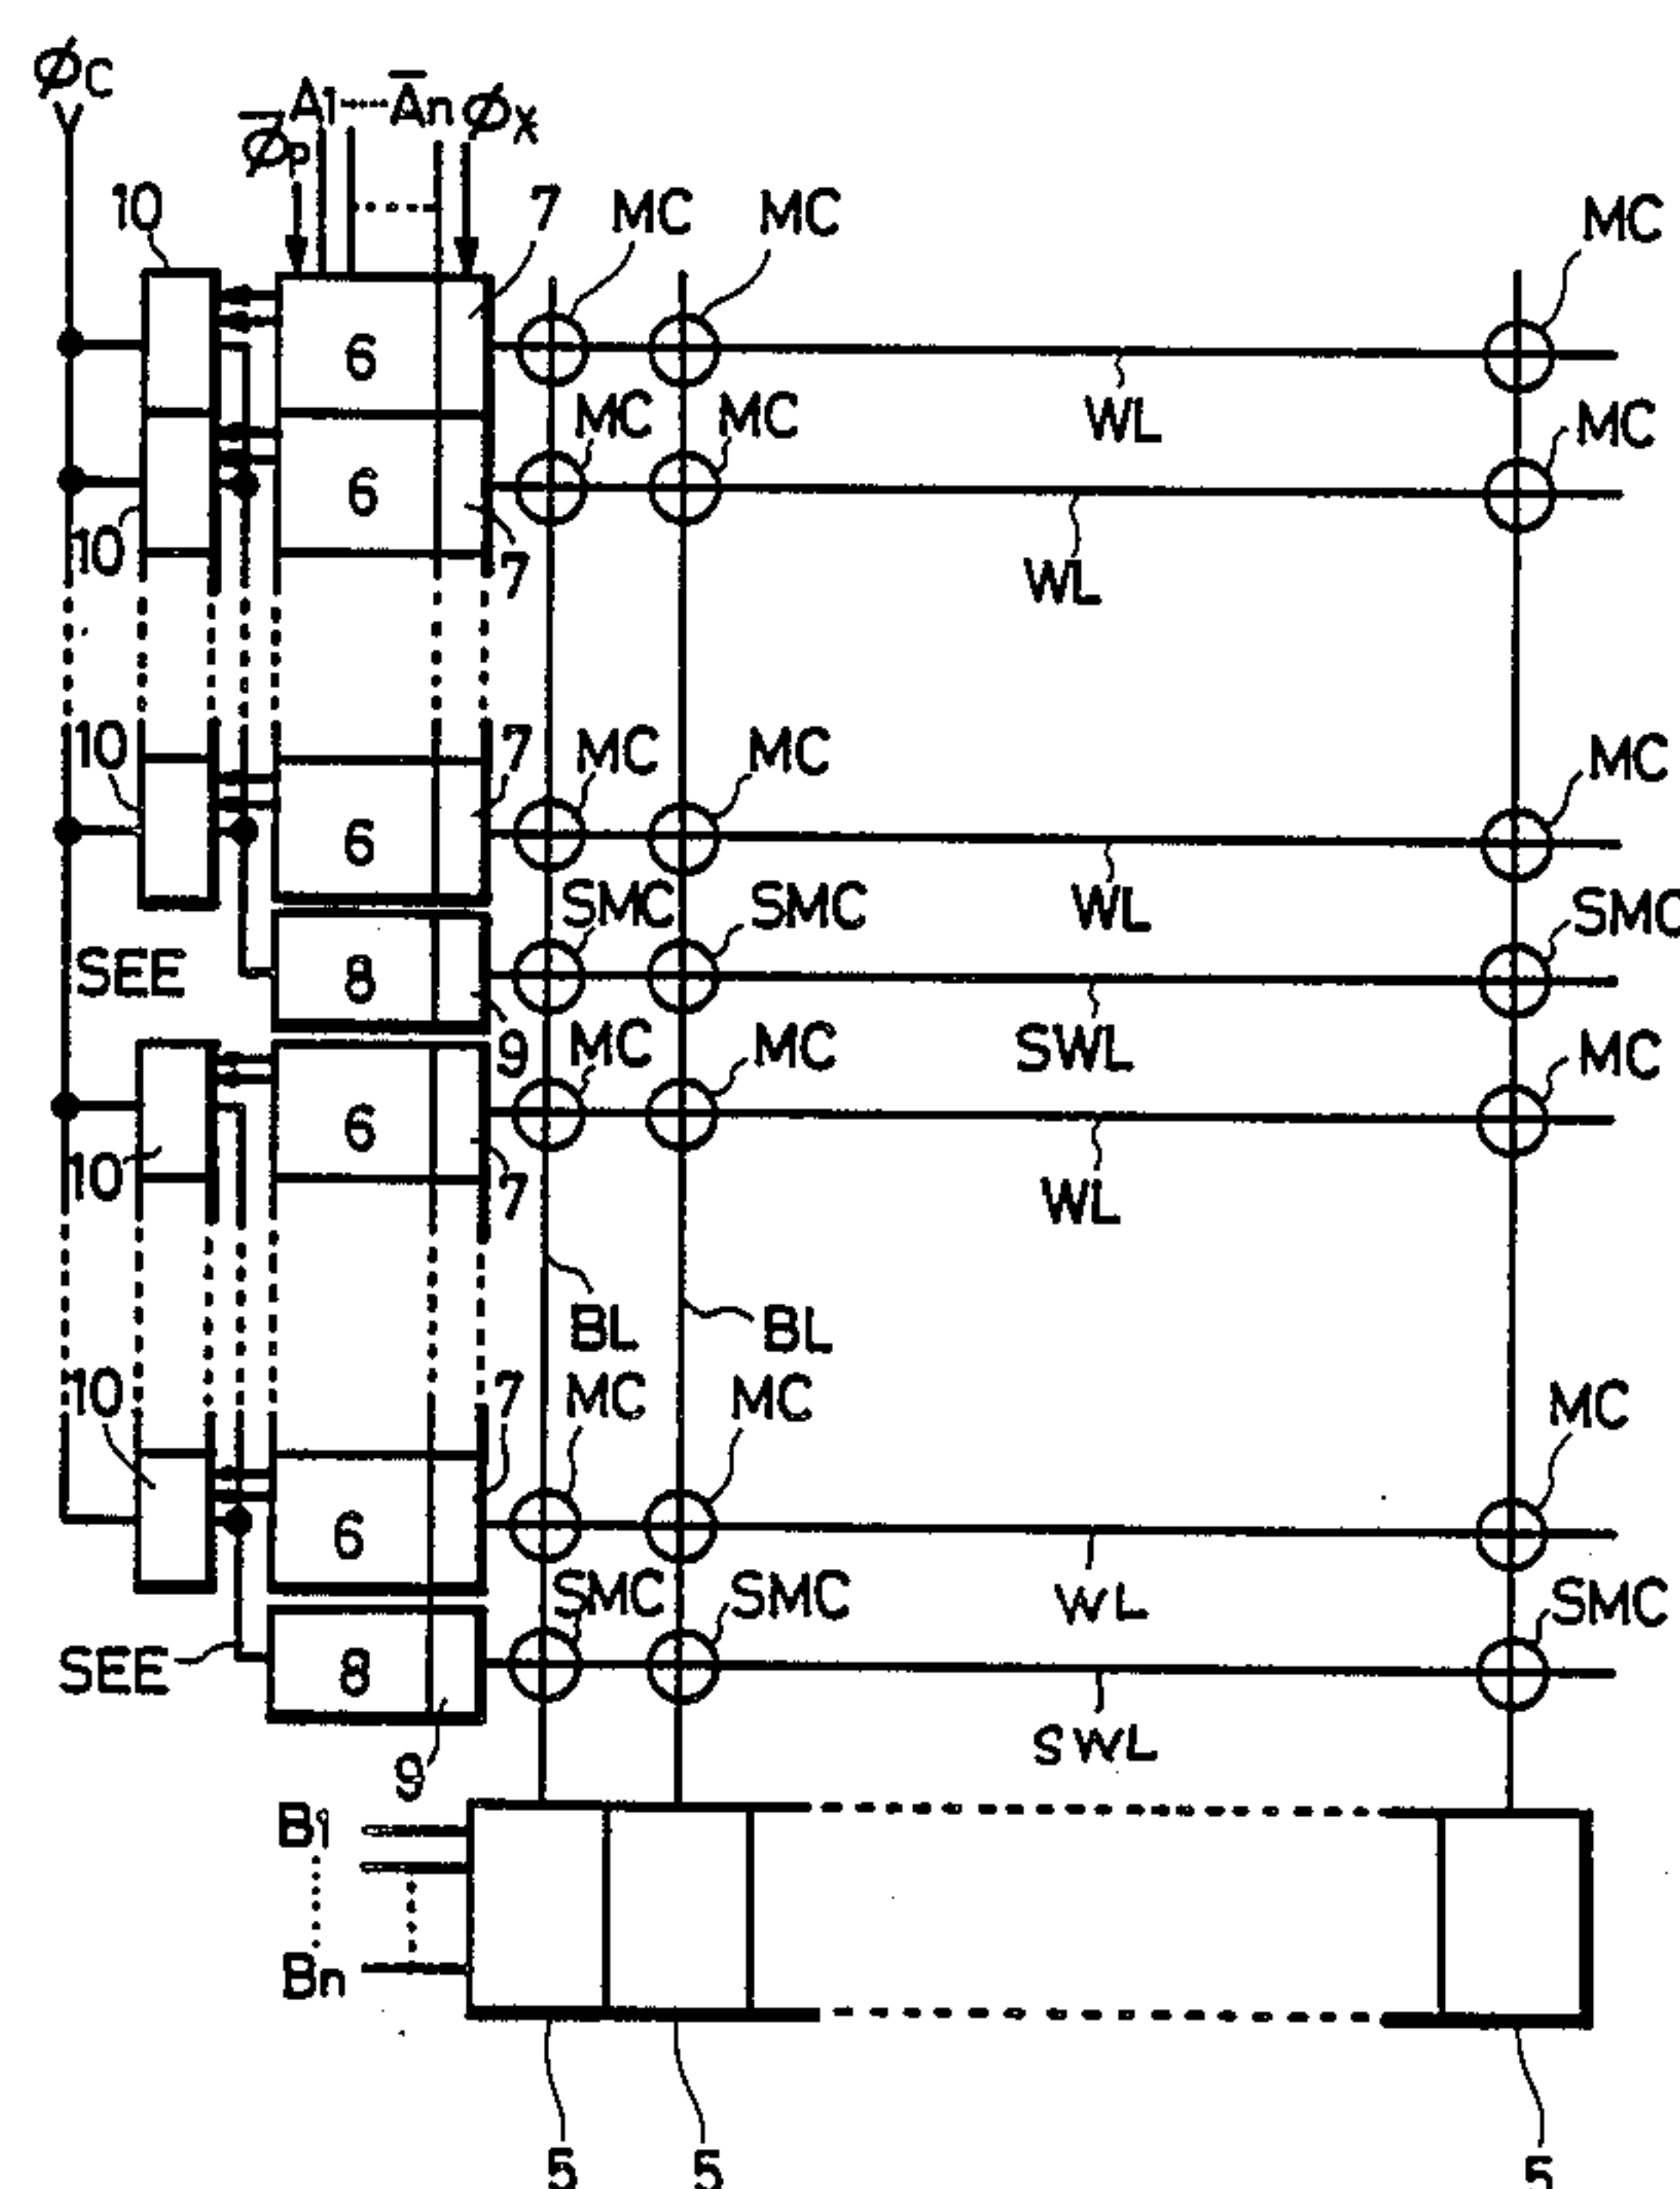 ϕC
ϕ̅p A1 ····· A̅n ϕX
10 7 MC MC MC
6
MC MC WL MC
6
10 7 WL
10 7 MC MC MC
6
SMC SMC WL SMC
SEE 8
9 MC MC SWL MC
6
10 7 WL
BL BL
10 7 MC MC MC
6
SMC SMC WL SMC
SEE 8
SWL
9
B1
Bn
5 5 5